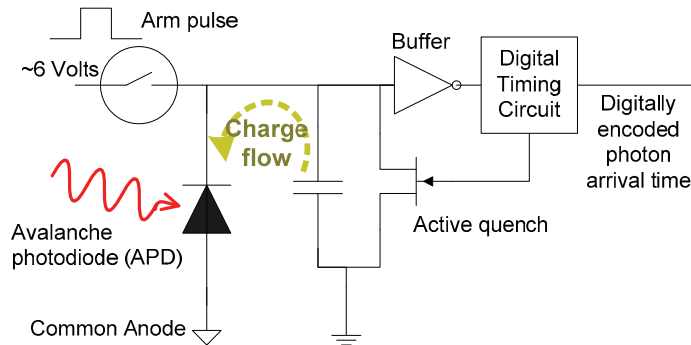 Arm pulse
~6 Volts
Buffer
Digital
Timing
Circuit
Digitally
encoded
photon
arrival time
Charge
flow
Active quench
Avalanche
photodiode (APD)
Common Anode